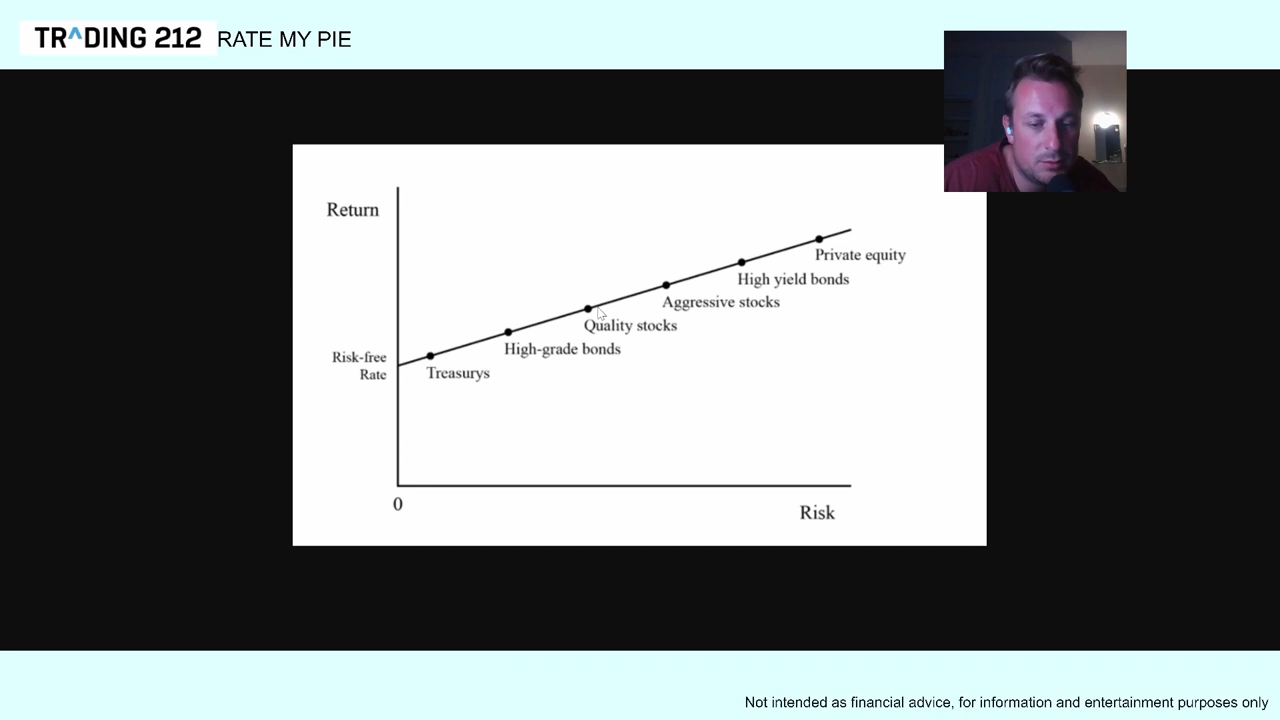 TR^DING 212 RATE MY PIE
Return
Private equity
High yield bonds
Aggressive stocks
Quality stocks
High-grade bonds
Risk-free
Rate
Treasurys
0
Risk
Not intended as financial advice, for information and entertainment purposes only